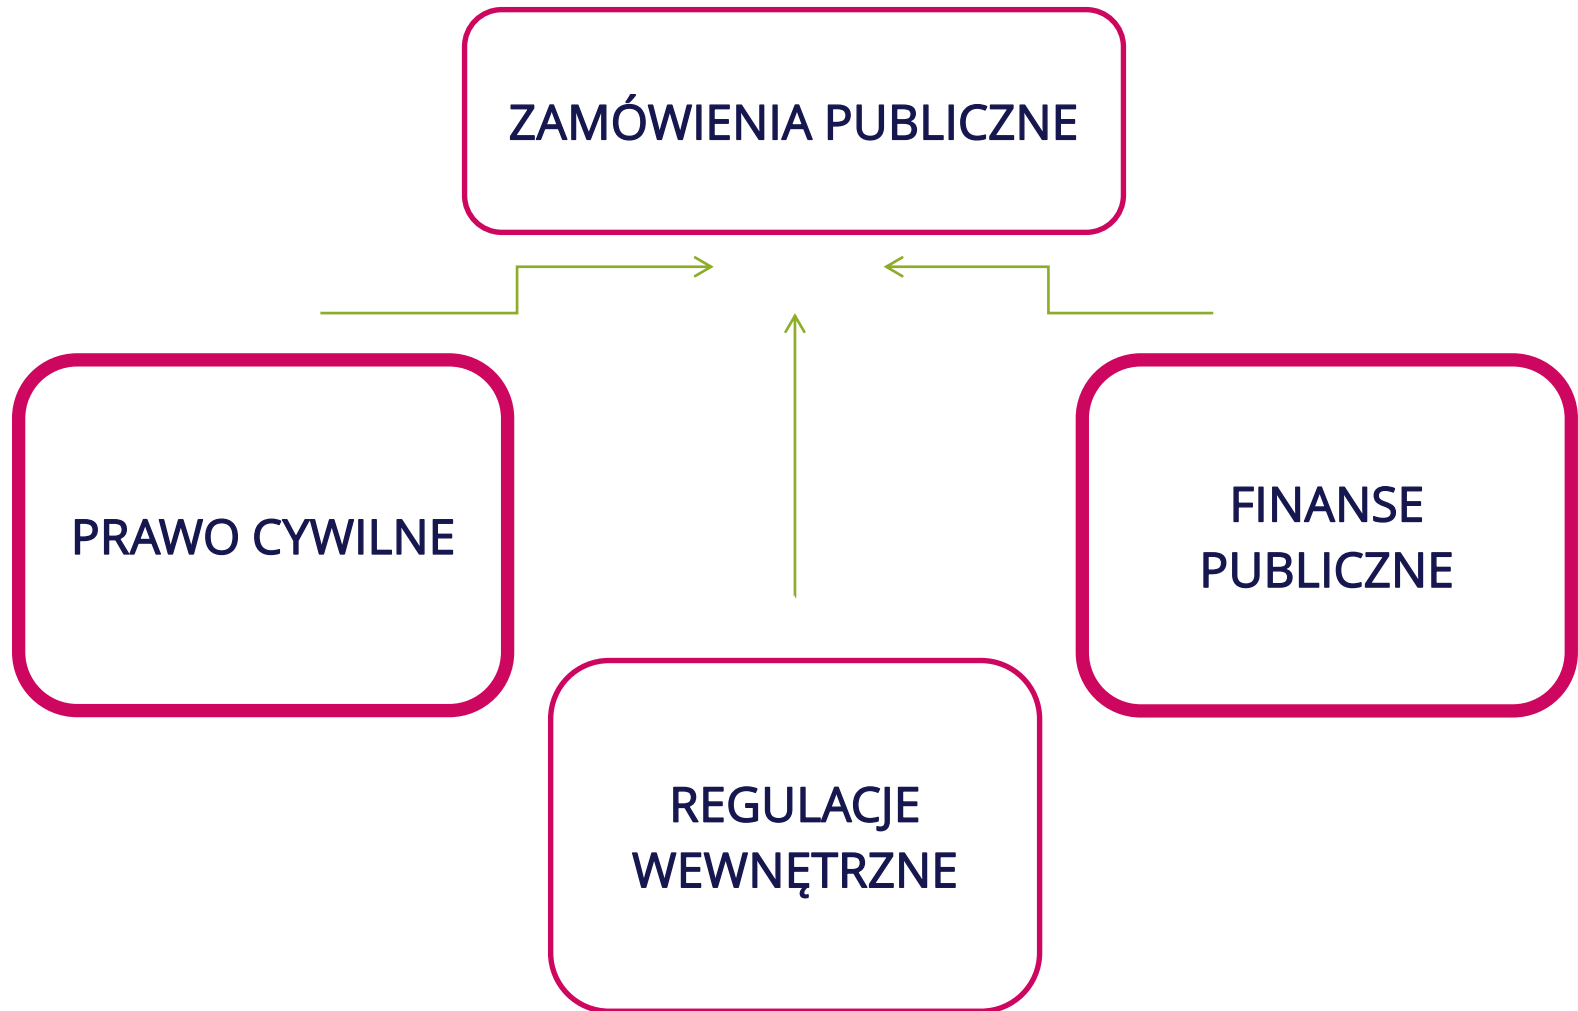 ZAMÓWIENIA PUBLICZNE
PRAWO CYWILNE
FINANSE
PUBLICZNE
REGULACJE
WEWNĘTRZNE